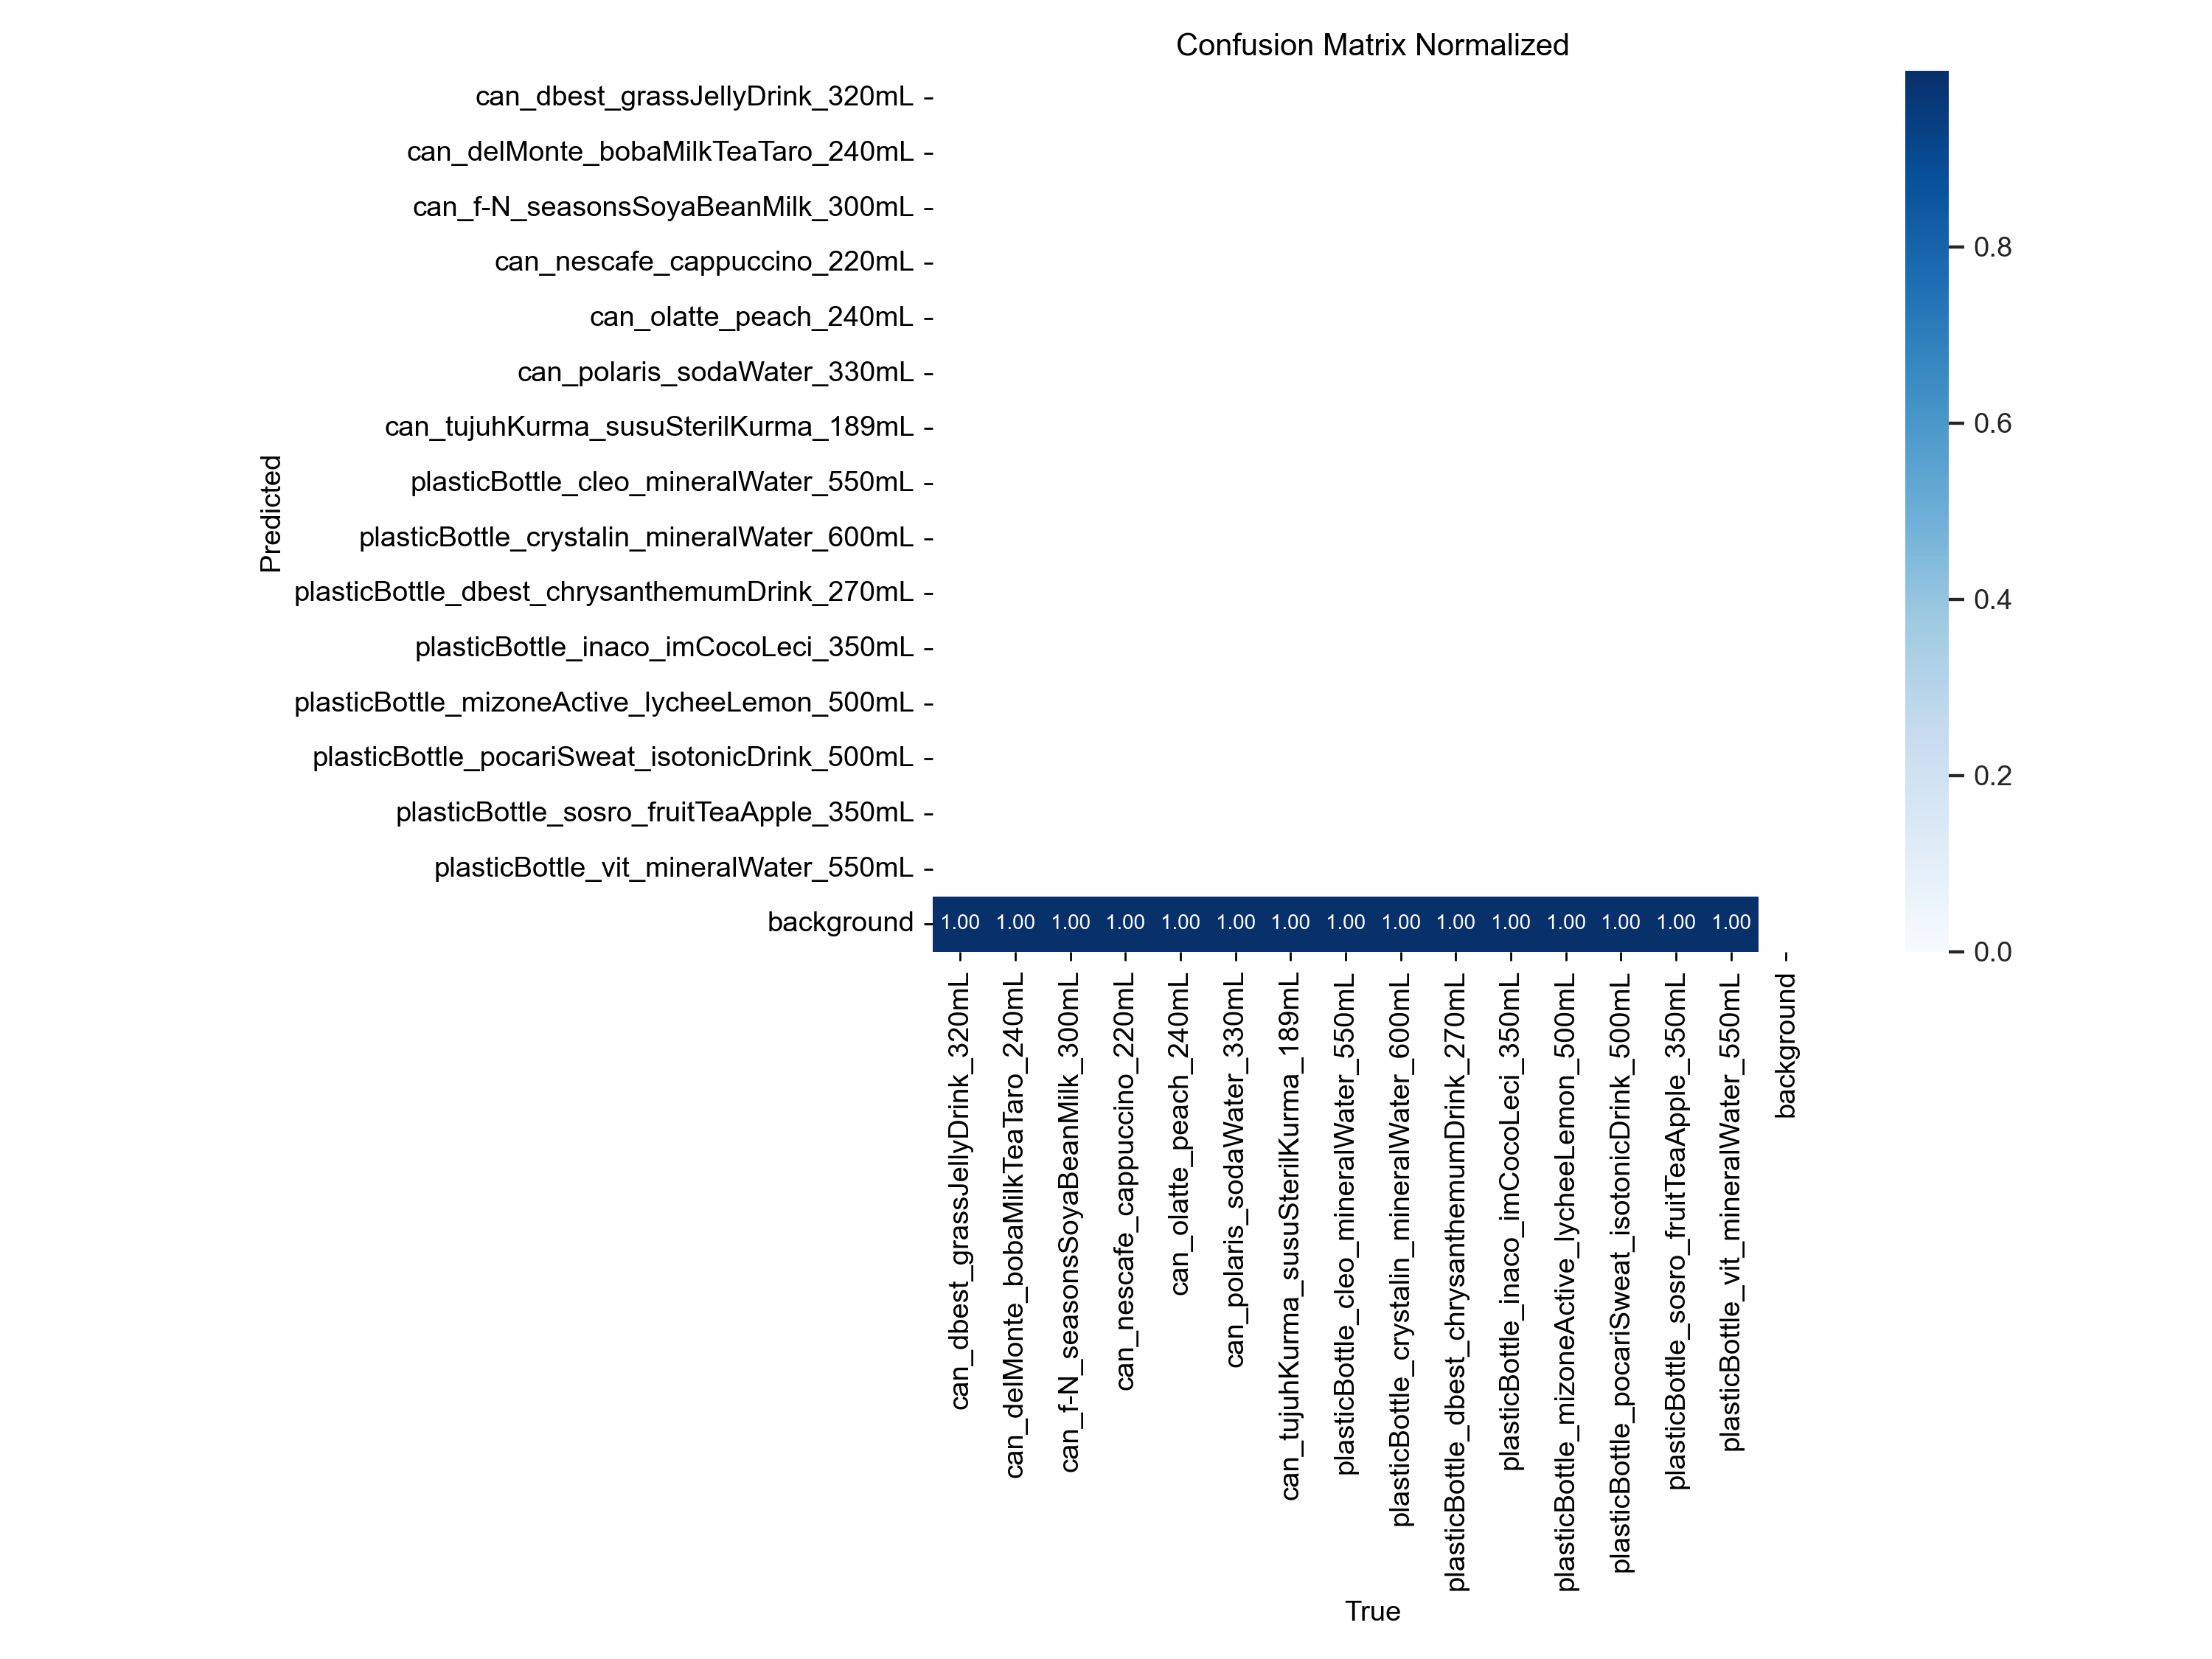 Confusion Matrix Normalized
Predicted
can_dbest_grassJellyDrink_320mL
can_delMonte_bobaMilkTeaTaro_240mL
can_f-N_seasonsSoyaBeanMilk_300mL
can_nescafe_cappuccino_220mL
can_olatte_peach_240mL
can_polaris_sodaWater_330mL
can_tujuhKurma_susuSterilKurma_189mL
plasticBottle_cleo_mineralWater_550mL
plasticBottle_crystalin_mineralWater_600mL
plasticBottle_dbest_chrysanthemumDrink_270mL
plasticBottle_inaco_imCocoLeci_350mL
plasticBottle_mizoneActive_lycheeLemon_500mL
plasticBottle_pocariSweat_isotonicDrink_500mL
plasticBottle_sosro_fruitTeaApple_350mL
plasticBottle_vit_mineralWater_550mL
background
1.00 1.00 1.00 1.00 1.00 1.00 1.00 1.00 1.00 1.00 1.00 1.00 1.00 1.00 1.00
can_dbest_grassJellyDrink_320mL
can_delMonte_bobaMilkTeaTaro_240mL
can_f-N_seasonsSoyaBeanMilk_300mL
can_nescafe_cappuccino_220mL
can_olatte_peach_240mL
can_polaris_sodaWater_330mL
can_tujuhKurma_susuSterilKurma_189mL
plasticBottle_cleo_mineralWater_550mL
plasticBottle_crystalin_mineralWater_600mL
plasticBottle_dbest_chrysanthemumDrink_270mL
plasticBottle_inaco_imCocoLeci_350mL
plasticBottle_mizoneActive_lycheeLemon_500mL
plasticBottle_pocariSweat_isotonicDrink_500mL
plasticBottle_sosro_fruitTeaApple_350mL
plasticBottle_vit_mineralWater_550mL
background
True
0.8
0.6
0.4
0.2
0.0